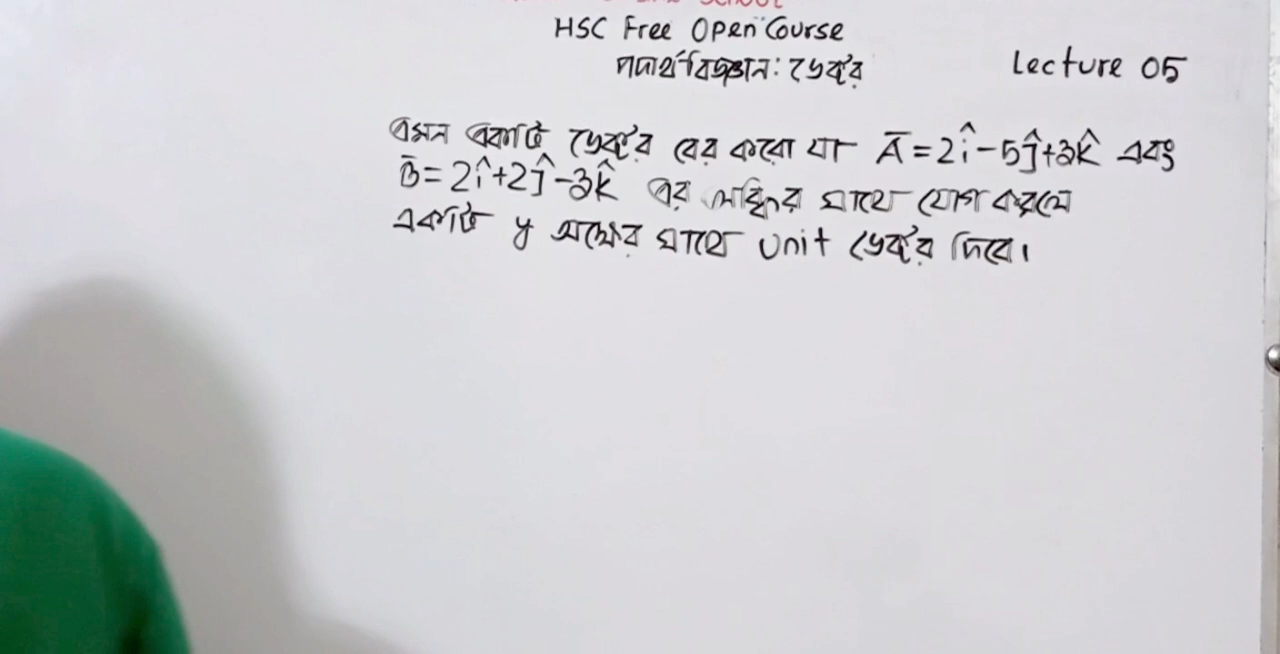 SCHOOL
HSC Free Open Course
পদার্থবিজ্ঞান: ভেক্টর
Lecture 05
এমন একটি ভেক্টর বের করো যা A̅ = 2î - 5ĵ + 3k̂ এবং
B̅ = 2î + 2ĵ - 3k̂ এর লব্ধির সাথে যোগ করলে
একটি y অক্ষের সাথে unit ভেক্টর দিবে।